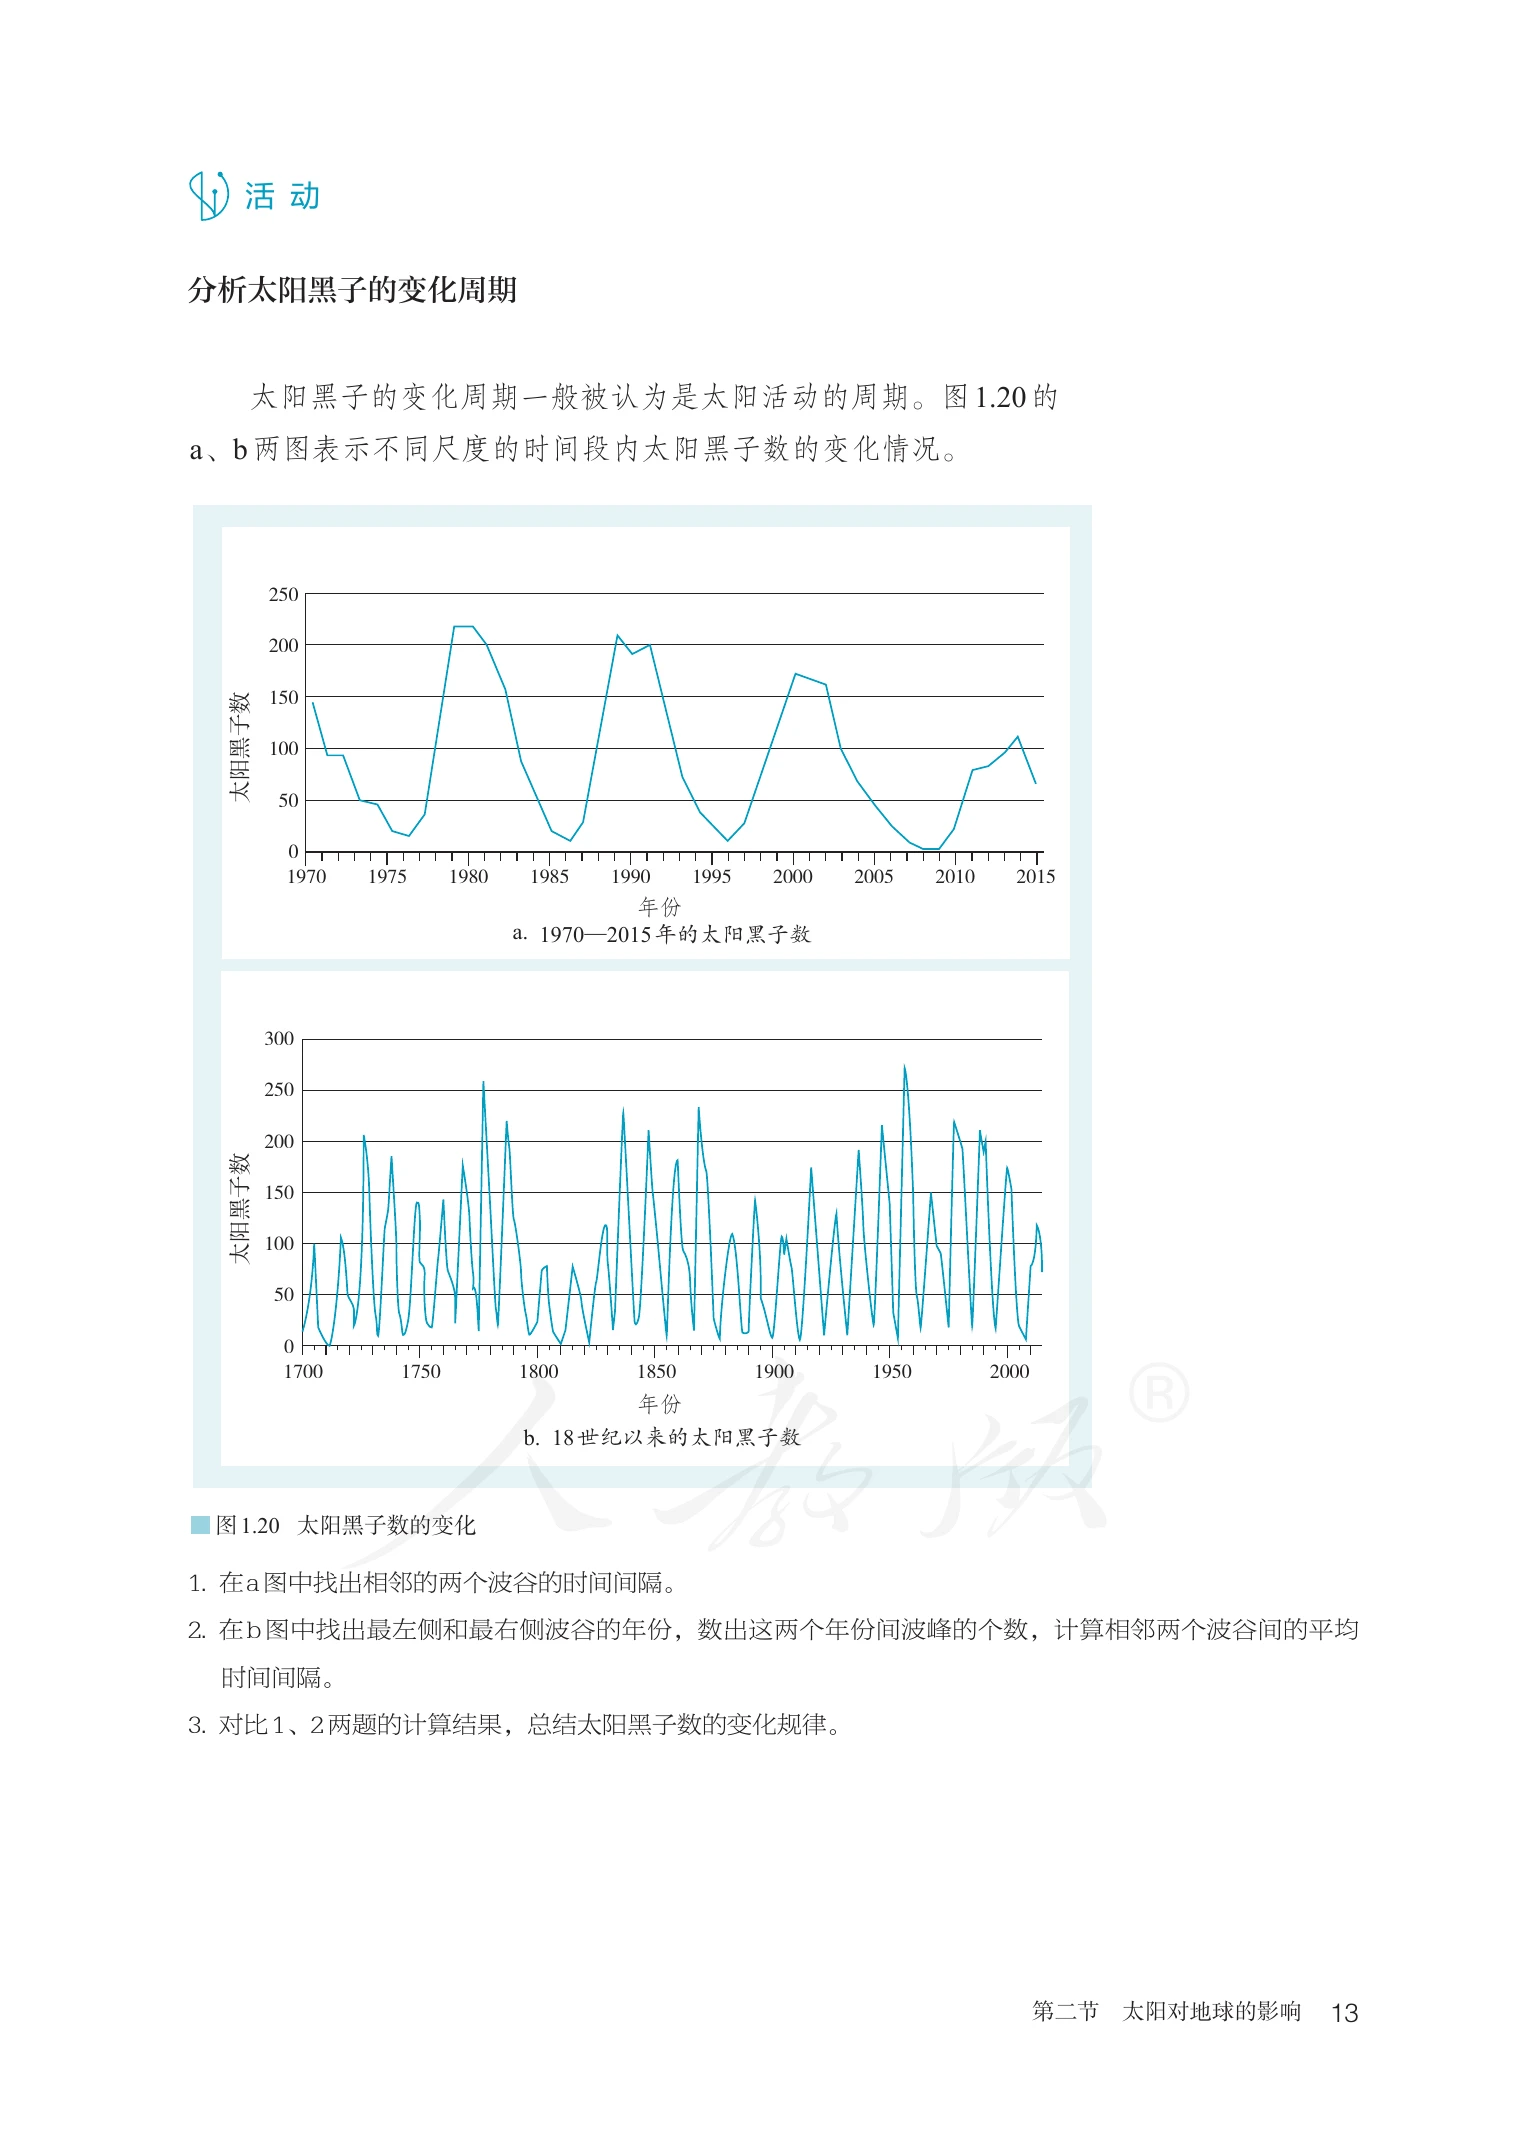 活动
分析太阳黑子的变化周期
太阳黑子的变化周期一般被认为是太阳活动的周期。图1.20的
a、b两图表示不同尺度的时间段内太阳黑子数的变化情况。
250
200
150
100
50
0
太阳黑子数
1970 1975 1980 1985 1990 1995 2000 2005 2010 2015
年份
a. 1970—2015年的太阳黑子数
300
250
200
150
100
50
0
太阳黑子数
1700 1750 1800 1850 1900 1950 2000
年份
b. 18世纪以来的太阳黑子数
人教版®
图1.20 太阳黑子数的变化
1. 在a图中找出相邻的两个波谷的时间间隔。
2. 在b图中找出最左侧和最右侧波谷的年份，数出这两个年份间波峰的个数，计算相邻两个波谷间的平均
时间间隔。
3. 对比1、2两题的计算结果，总结太阳黑子数的变化规律。
第二节 太阳对地球的影响 13